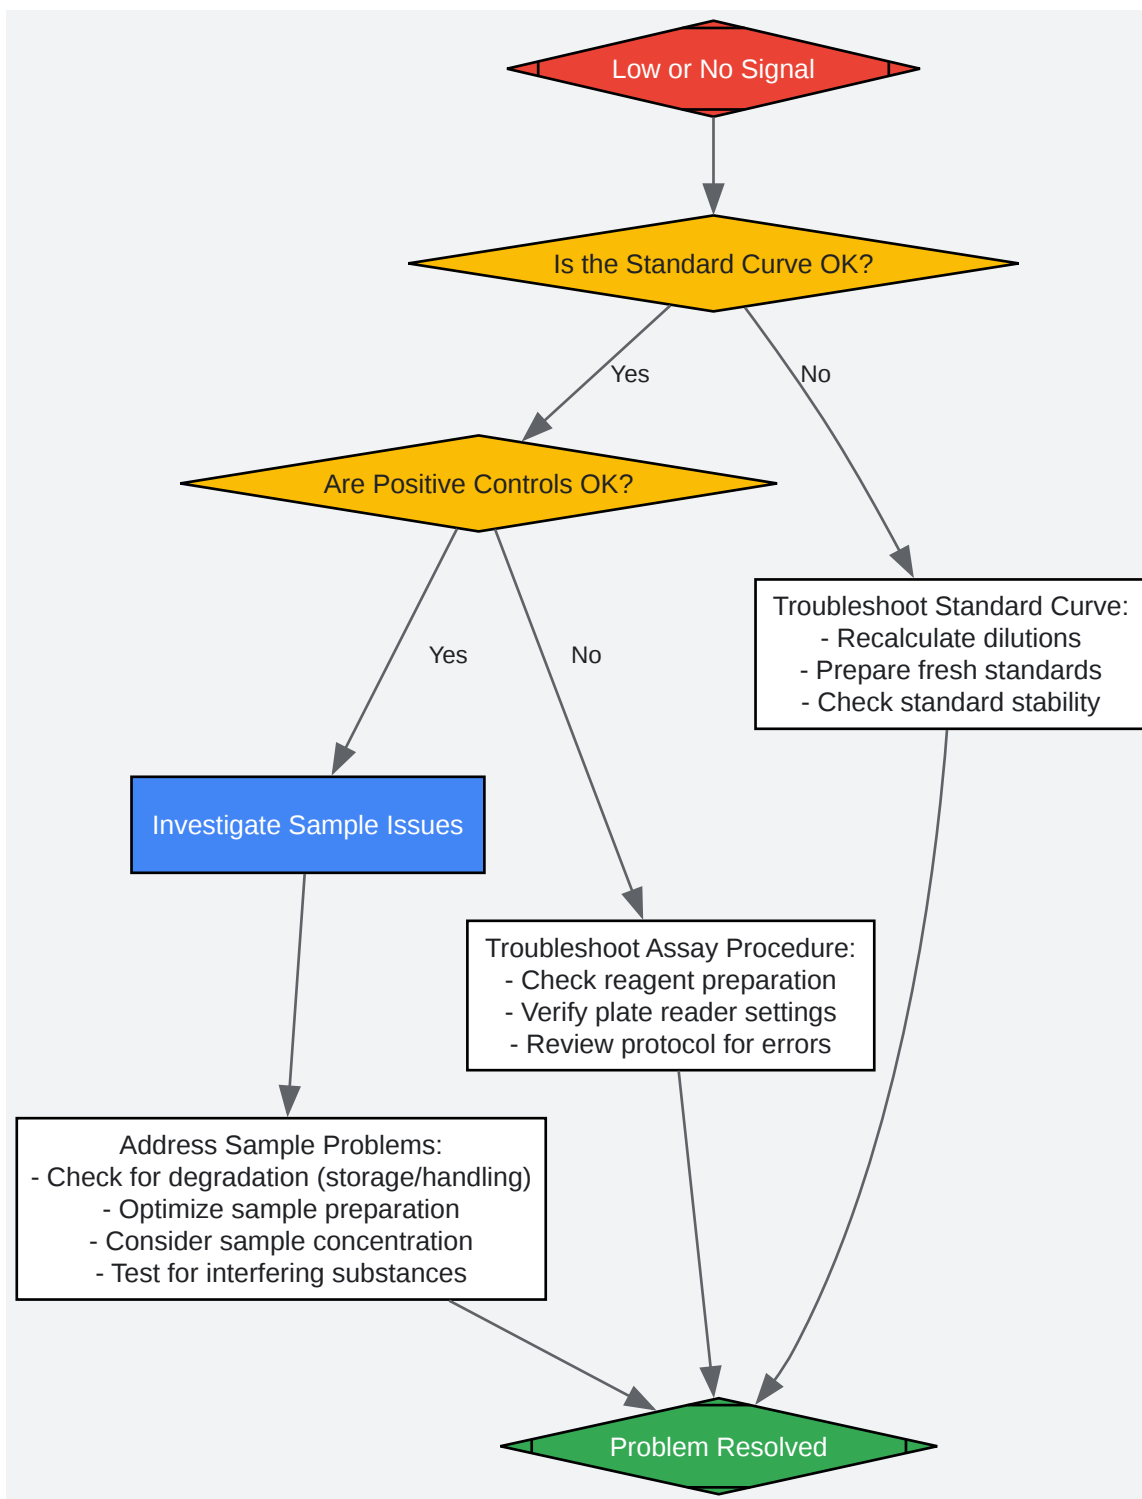 Low or No Signal
Is the Standard Curve OK?
Yes
No
Are Positive Controls OK?
Troubleshoot Standard Curve:
- Recalculate dilutions
- Prepare fresh standards
- Check standard stability
Yes
No
Investigate Sample Issues
Troubleshoot Assay Procedure:
- Check reagent preparation
- Verify plate reader settings
- Review protocol for errors
Address Sample Problems:
- Check for degradation (storage/handling)
- Optimize sample preparation
- Consider sample concentration
- Test for interfering substances
Problem Resolved